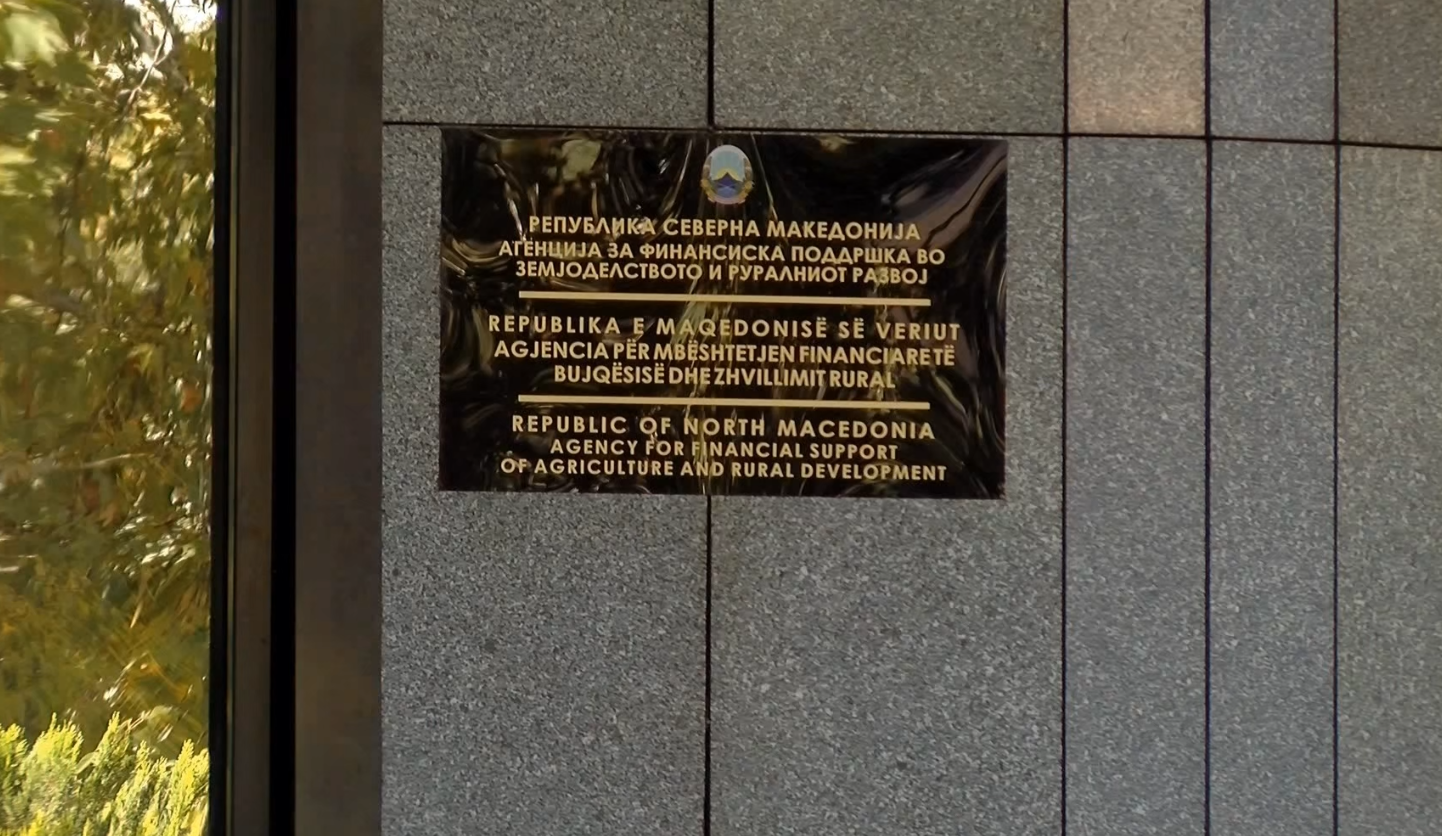 РЕПУБЛИКА СЕВЕРНА МАКЕДОНИЈА
АГЕНЦИЈА ЗА ФИНАНСИСКА ПОДДРШКА ВО
ЗЕМЈОДЕЛСТВОТО И РУРАЛНИОТ РАЗВОЈ
REPUBLIKA E MAQEDONISË SË VERIUT
AGJENCIA PËR MBËSHTETJEN FINANCIARE TË
BUJQËSISË DHE ZHVILLIMIT RURAL
REPUBLIC OF NORTH MACEDONIA
AGENCY FOR FINANCIAL SUPPORT
OF AGRICULTURE AND RURAL DEVELOPMENT